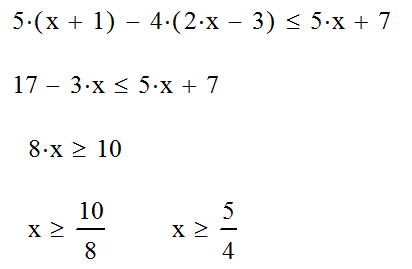 5·(x + 1) − 4·(2·x − 3) ≤ 5·x + 7
17 − 3·x ≤ 5·x + 7
8·x ≥ 10
x ≥ 10/8    x ≥ 5/4